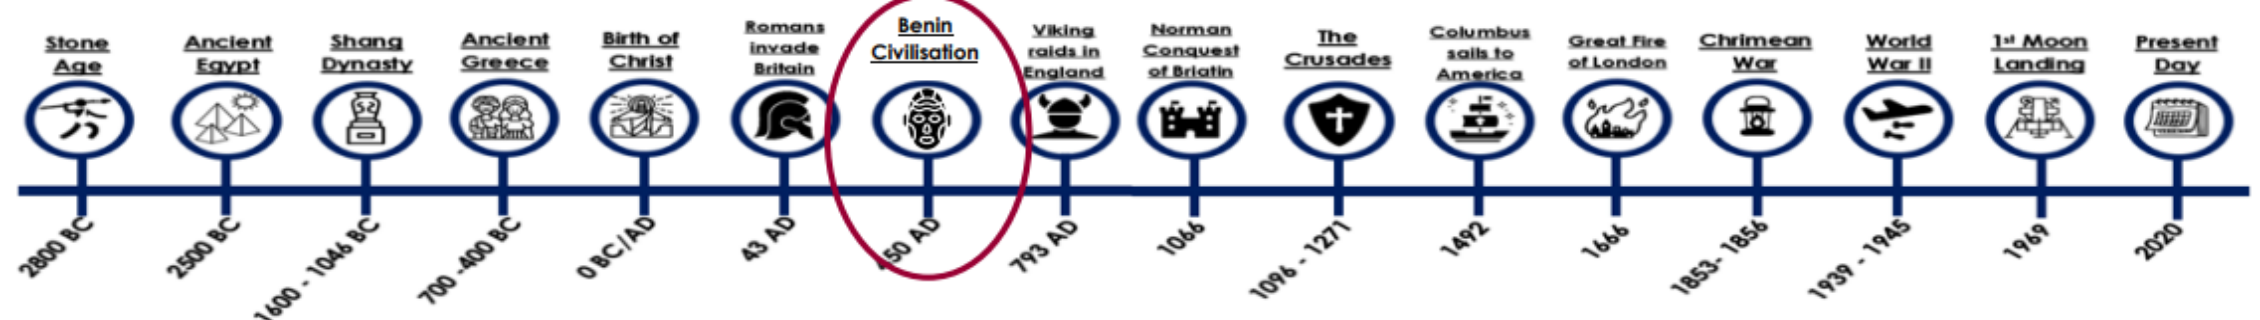 Stone
Age
Ancient
Egypt
Shang
Dynasty
Ancient
Greece
Birth of
Christ
Romans
invade
Britain
Benin
Civilisation
Viking
raids in
England
Norman
Conquest
of Briatin
The
Crusades
Columbus
sails to
America
Great Fire
of London
Chrimean
War
World
War II
1st Moon
Landing
Present
Day
2800 BC
2500 BC
1600 - 1046 BC
700 -400 BC
0 BC/AD
43 AD
AD
793 AD
1066
1096 - 1271
1492
1666
1853- 1856
1939 - 1945
1969
2020